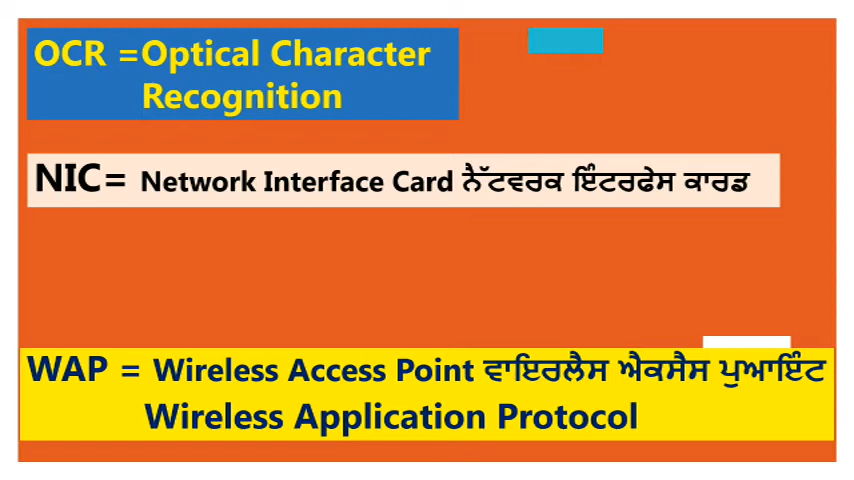 OCR =Optical Character
Recognition
NIC= Network Interface Card ਨੈੱਟਵਰਕ ਇੰਟਰਫੇਸ ਕਾਰਡ
WAP = Wireless Access Point ਵਾਇਰਲੈਸ ਐਕਸੈਸ ਪੁਆਇੰਟ
Wireless Application Protocol